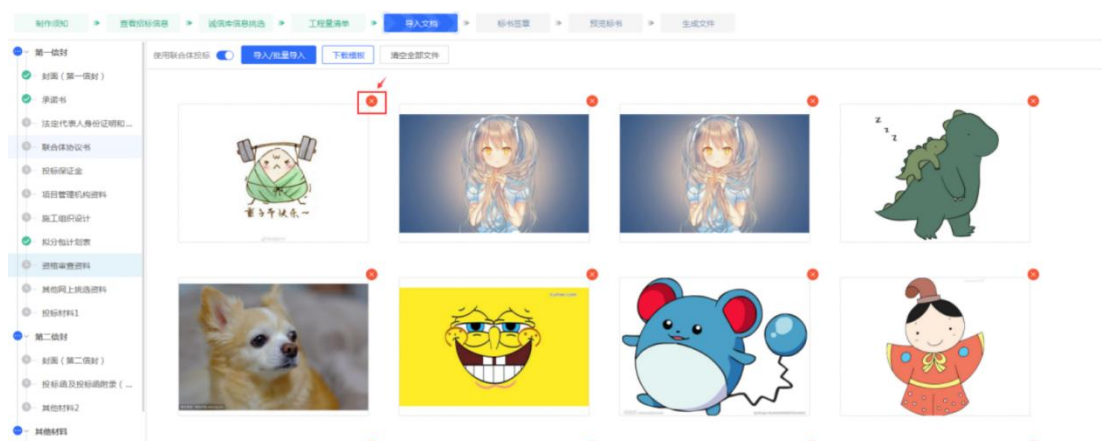 制作须知 » 查看招标信息 » 诚信库信息挑选 » 工程量清单 » 导入文档 » 标书签章 » 预览标书 » 生成文件
第一信封
使用联合体投标 导入/批量导入 下载模板 清空全部文件
封面（第一信封）
承诺书
法定代表人身份证明和...
联合体协议书
投标保证金
项目管理机构资料
施工组织设计
拟分包计划表
资格审查资料
其他网上挑选资料
投标材料1
第二信封
封面（第二信封）
投标函及投标函附录（...
其他材料2
其他材料
z
z
z